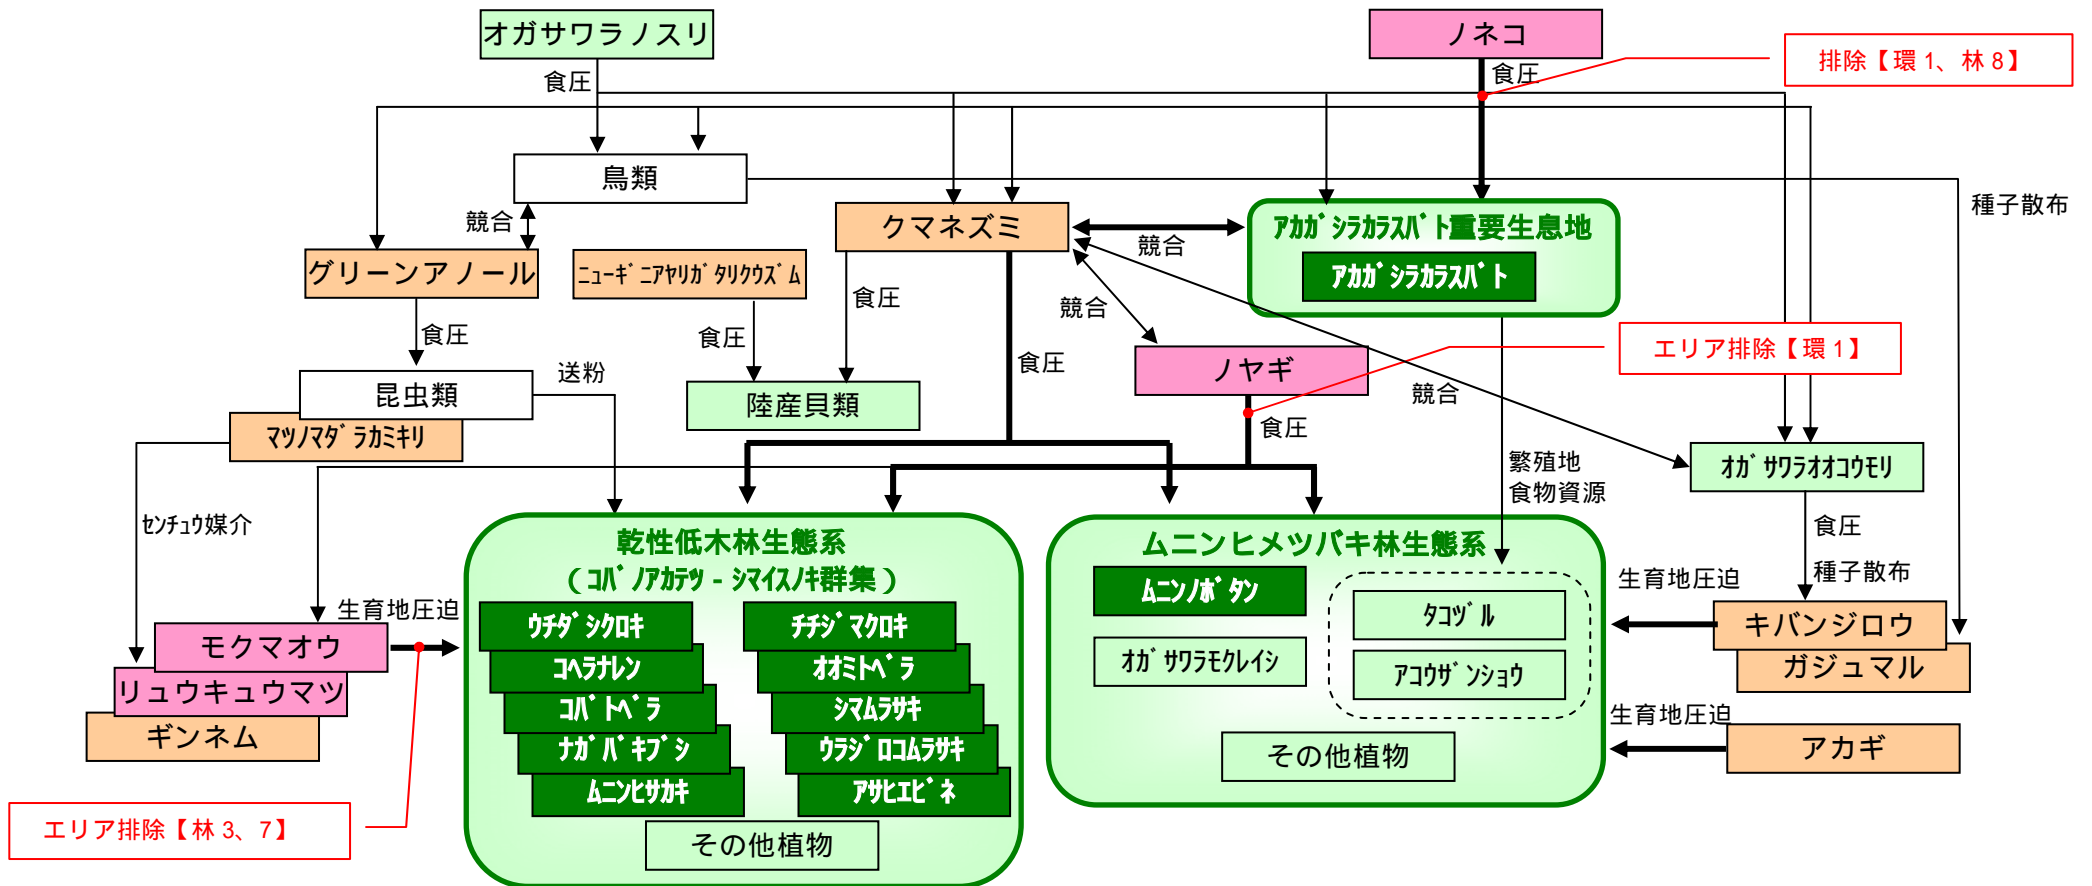 オガサワラノスリ
ノネコ
排除【環 1、林 8】
食圧
食圧
鳥類
種子散布
競合
クマネズミ
競合
アカガシラカラスバト重要生息地
アカガシラカラスバト
グリーンアノール
ニューギニアヤリガタリクウズムシ
食圧
食圧
食圧
食圧
競合
ノヤギ
エリア排除【環 1】
昆虫類
送粉
陸産貝類
競合
食圧
マツノマダラカミキリ
オガサワラオオコウモリ
繁殖地
食物資源
センチュウ媒介
食圧
種子散布
乾性低木林生態系
（コバノアカテツ - シマイスノキ群集）
ムニンヒメツバキ林生態系
生育地圧迫
モクマオウ
リュウキュウマツ
ギンネム
ウチダシクロキ
コヘラナレン
コバトベラ
ナガバキブシ
ムニンヒサカキ
チチジマクロキ
オオミトベラ
シマムラサキ
ウラジロコムラサキ
アサヒエビネ
その他植物
ムニンノボタン
オガサワラモクレイシ
タコヅル
アコウザンショウ
その他植物
生育地圧迫
キバンジロウ
ガジュマル
生育地圧迫
アカギ
エリア排除【林 3、7】